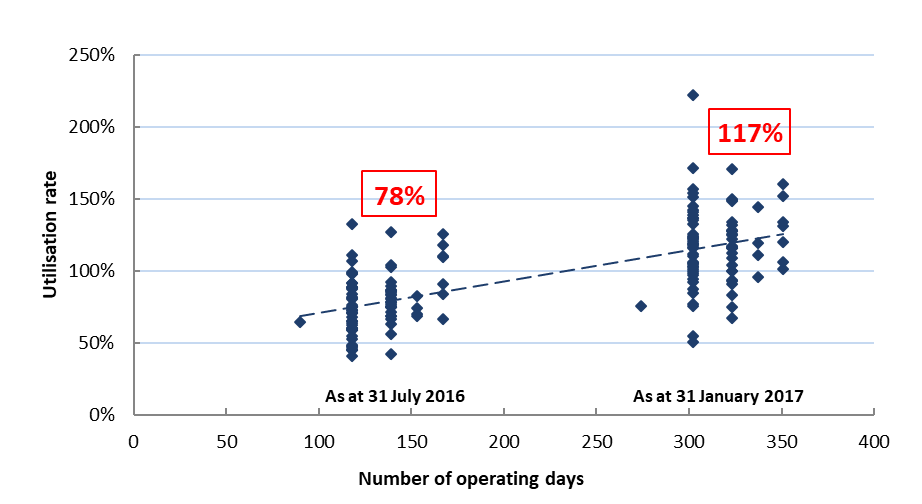 250%
200%
150%
100%
50%
0%
Utilisation rate
78%
117%
As at 31 July 2016
As at 31 January 2017
0 50 100 150 200 250 300 350 400
Number of operating days